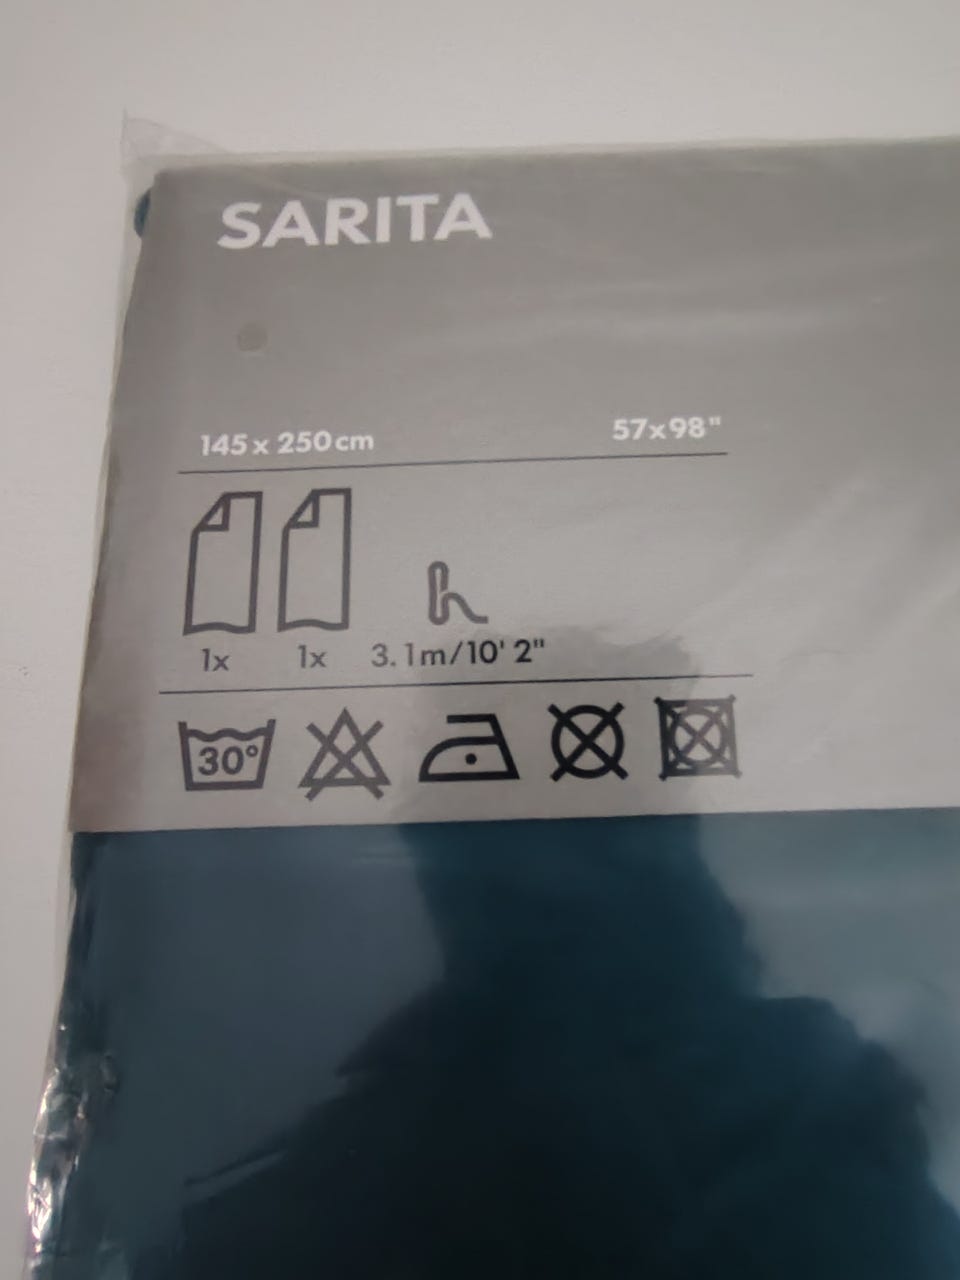 SARITA
145 x 250 cm 57x98"
1x 1x 3.1m/10' 2"
30°